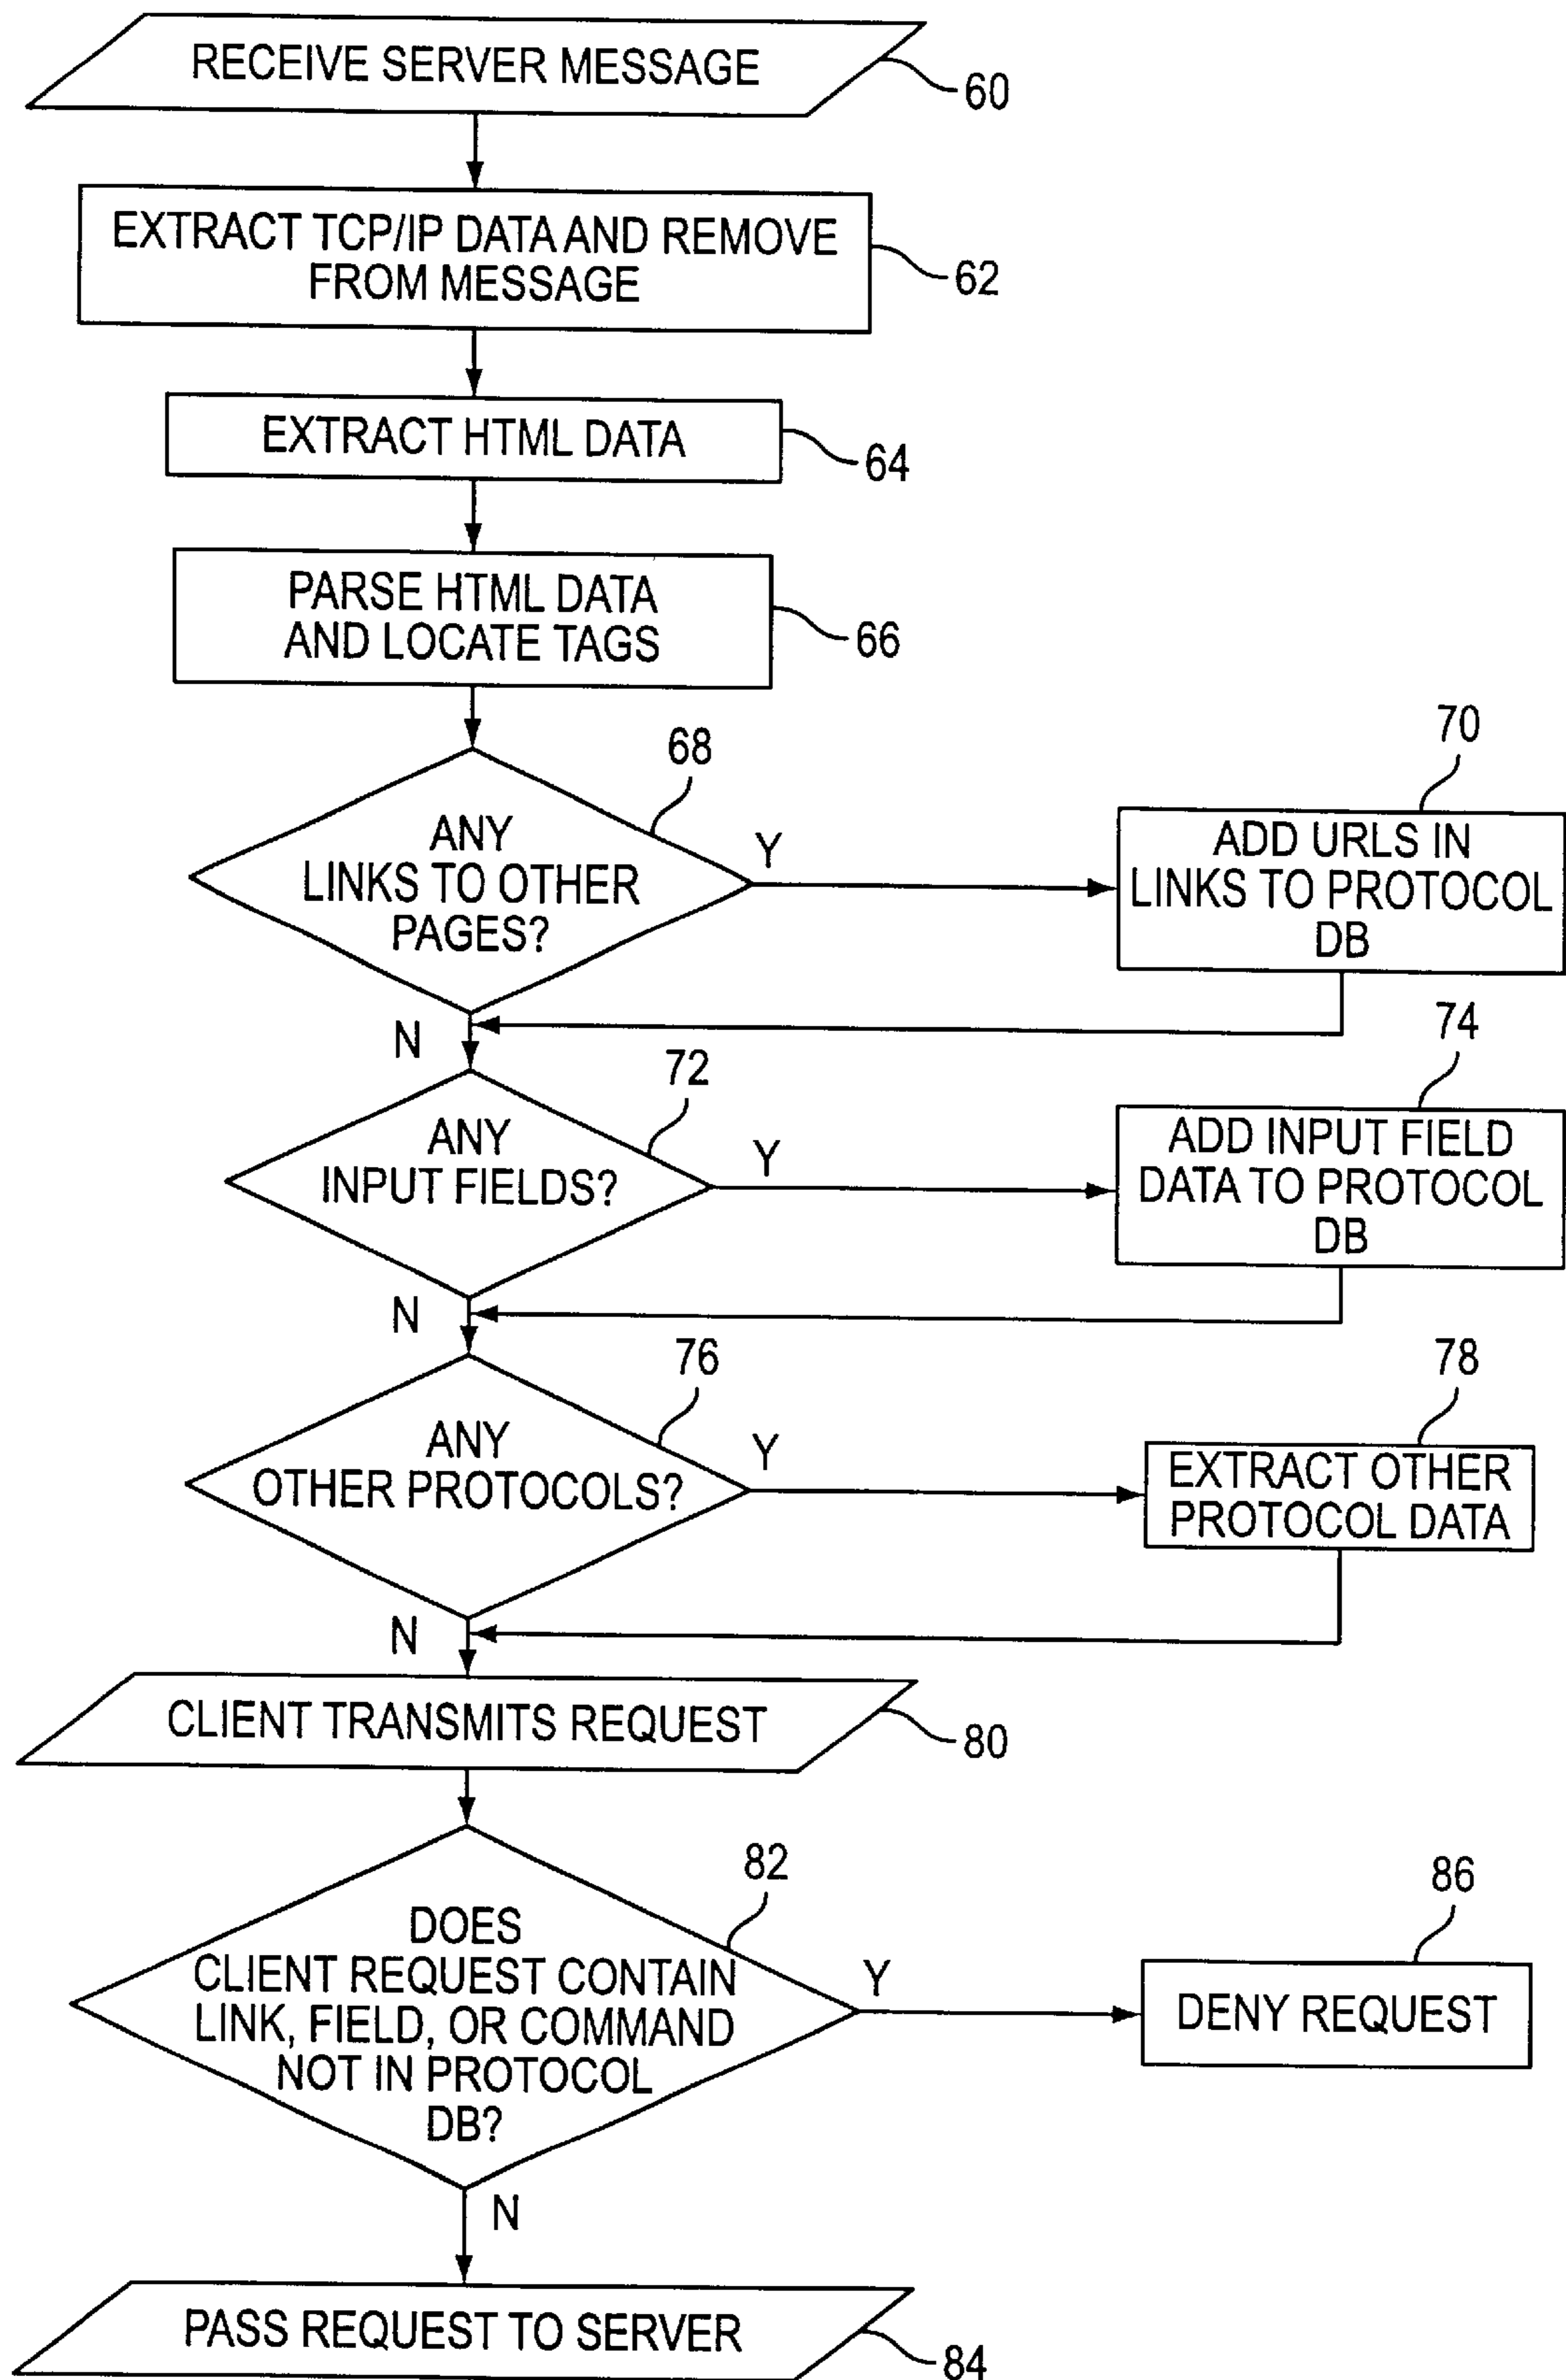 RECEIVE SERVER MESSAGE
60
EXTRACT TCP/IP DATA AND REMOVE
FROM MESSAGE
62
EXTRACT HTML DATA
64
PARSE HTML DATA
AND LOCATE TAGS
66
68
ANY
LINKS TO OTHER
PAGES?
Y
70
ADD URLS IN
LINKS TO PROTOCOL
DB
N
72
ANY
INPUT FIELDS?
Y
74
ADD INPUT FIELD
DATA TO PROTOCOL
DB
N
76
ANY
OTHER PROTOCOLS?
Y
78
EXTRACT OTHER
PROTOCOL DATA
N
CLIENT TRANSMITS REQUEST
80
82
DOES
CLIENT REQUEST CONTAIN
LINK, FIELD, OR COMMAND
NOT IN PROTOCOL
DB?
Y
86
DENY REQUEST
N
PASS REQUEST TO SERVER
84